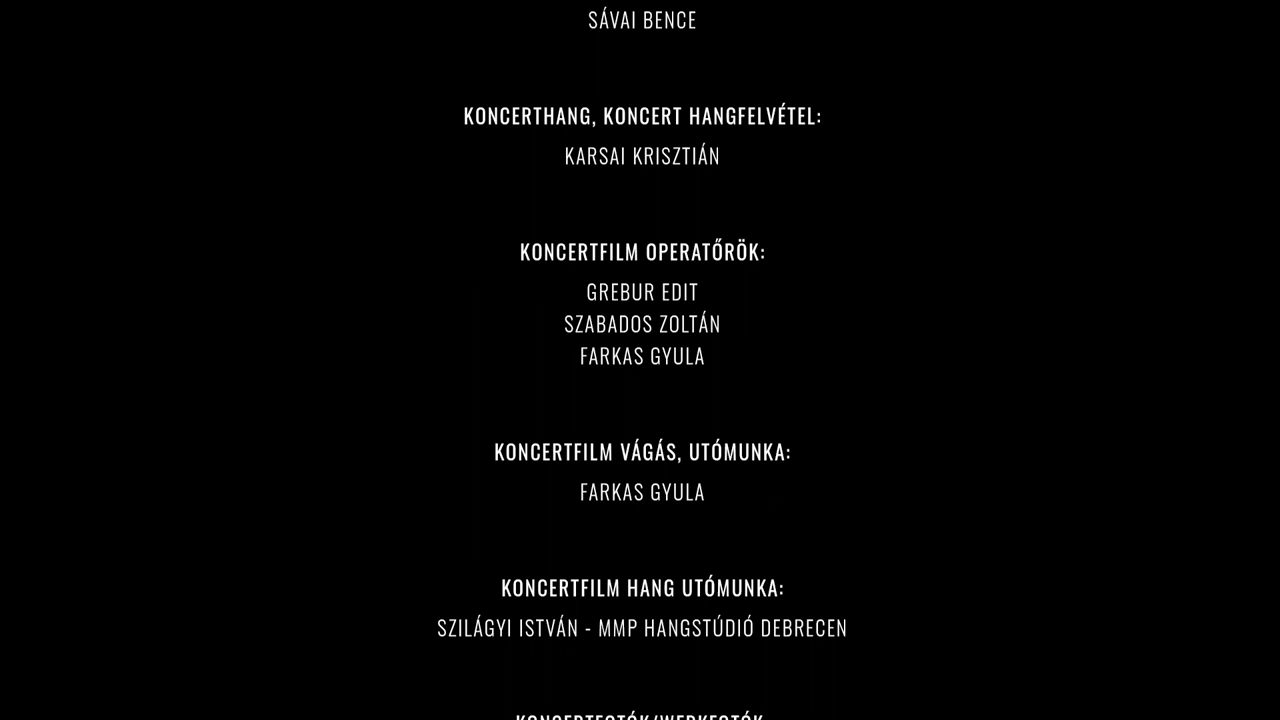 SÁVAI BENCE
KONCERTHANG, KONCERT HANGFELVÉTEL:
KARSAI KRISZTIÁN
KONCERTFILM OPERATŐRÖK:
GREBUR EDIT
SZABADOS ZOLTÁN
FARKAS GYULA
KONCERTFILM VÁGÁS, UTÓMUNKA:
FARKAS GYULA
KONCERTFILM HANG UTÓMUNKA:
SZILÁGYI ISTVÁN - MMP HANGSTÚDIÓ DEBRECEN